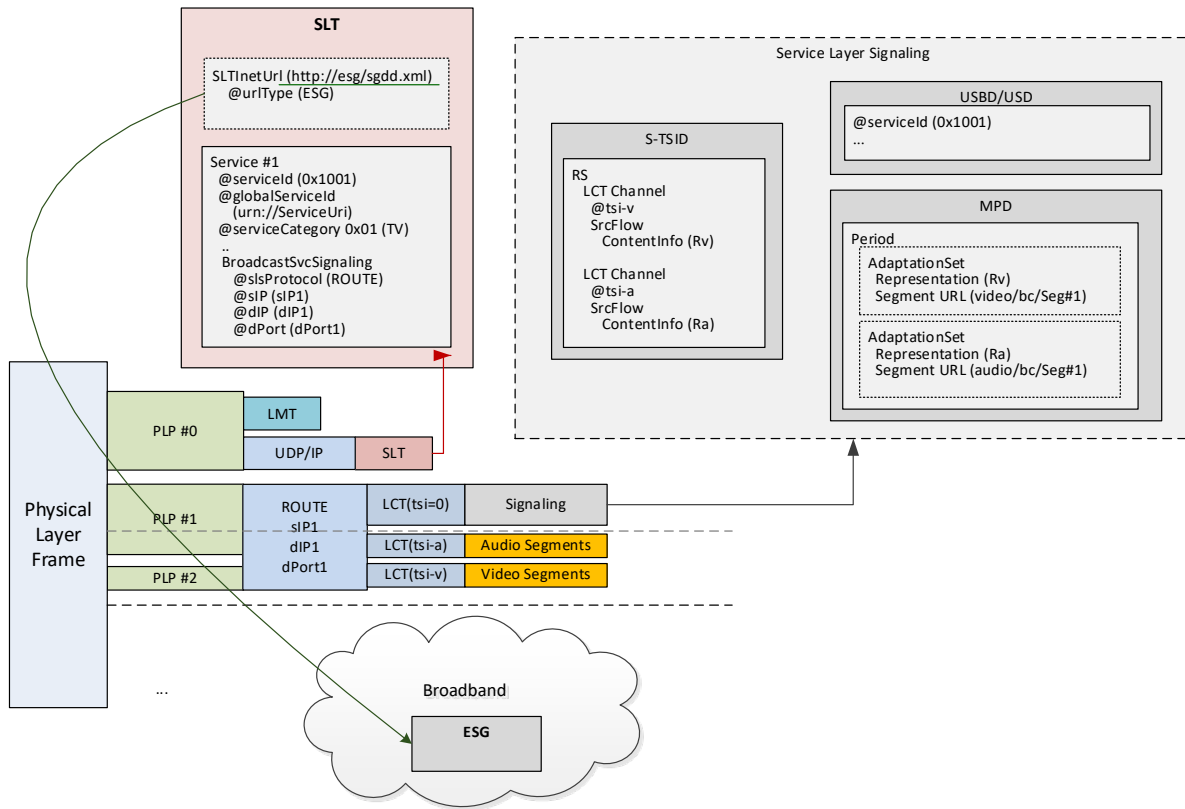 SLT
SLTInetUrl (http://esg/sgdd.xml)
@urlType (ESG)
Service #1
@serviceId (0x1001)
@globalServiceId
(urn://ServiceUri)
@serviceCategory 0x01 (TV)
..
BroadcastSvcSignaling
@slsProtocol (ROUTE)
@sIP (sIP1)
@dIP (dIP1)
@dPort (dPort1)
Service Layer Signaling
S-TSID
RS
LCT Channel
@tsi-v
SrcFlow
ContentInfo (Rv)
LCT Channel
@tsi-a
SrcFlow
ContentInfo (Ra)
USBD/USD
@serviceId (0x1001)
...
MPD
Period
AdaptationSet
Representation (Rv)
Segment URL (video/bc/Seg#1)
AdaptationSet
Representation (Ra)
Segment URL (audio/bc/Seg#1)
Physical
Layer
Frame
PLP #0
LMT
UDP/IP
SLT
PLP #1
PLP #2
ROUTE
sIP1
dIP1
dPort1
LCT(tsi=0)
Signaling
LCT(tsi-a)
Audio Segments
LCT(tsi-v)
Video Segments
...
Broadband
ESG